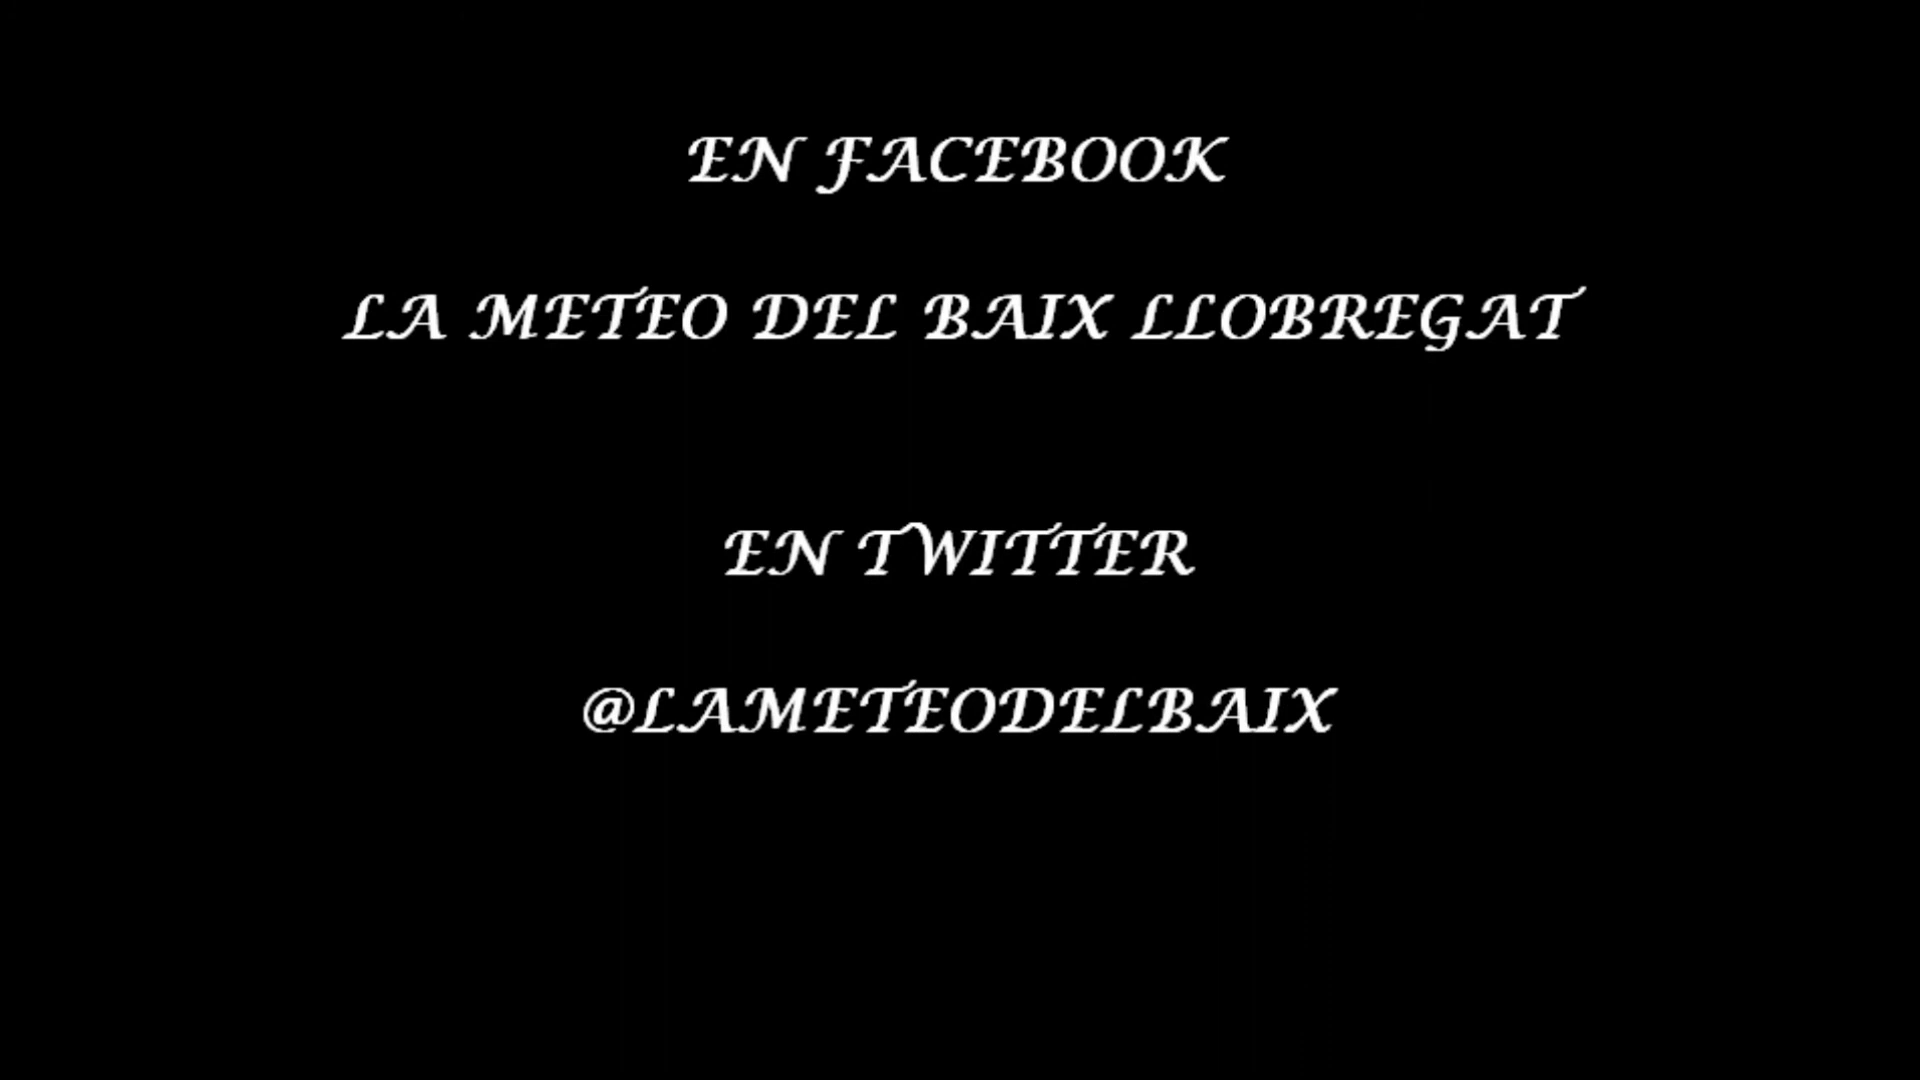 EN FACEBOOK
LA METEO DEL BAIX LLOBREGAT
EN TWITTER
@LAMETEODELBAIX